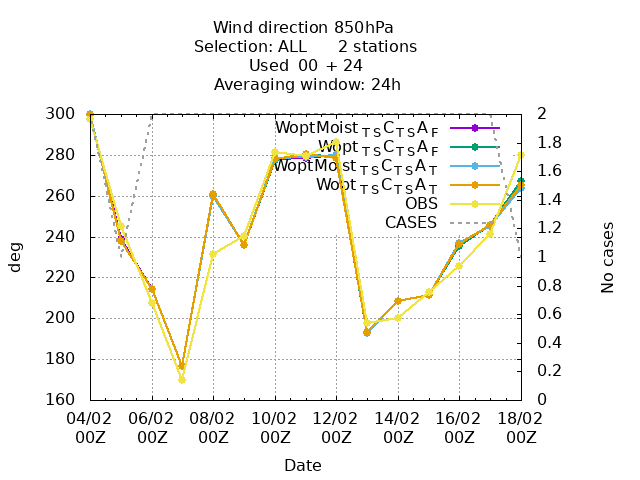 Wind direction 850hPa
Selection: ALL 2 stations
Used 00 + 24
Averaging window: 24h
300 2
WoptMoist TS C TS A F
1.8
Wopt TS C TS A F
280
WoptMoist TS C TS A T
1.6
Wopt TS C TS A T
260 1.4
OBS
CASES
1.2
240
1
220
0.8
0.6
200
0.4
180
0.2
160 0
deg
No cases
04/02 06/02 08/02 10/02 12/02 14/02 16/02 18/02
00Z 00Z 00Z 00Z 00Z 00Z 00Z 00Z
Date